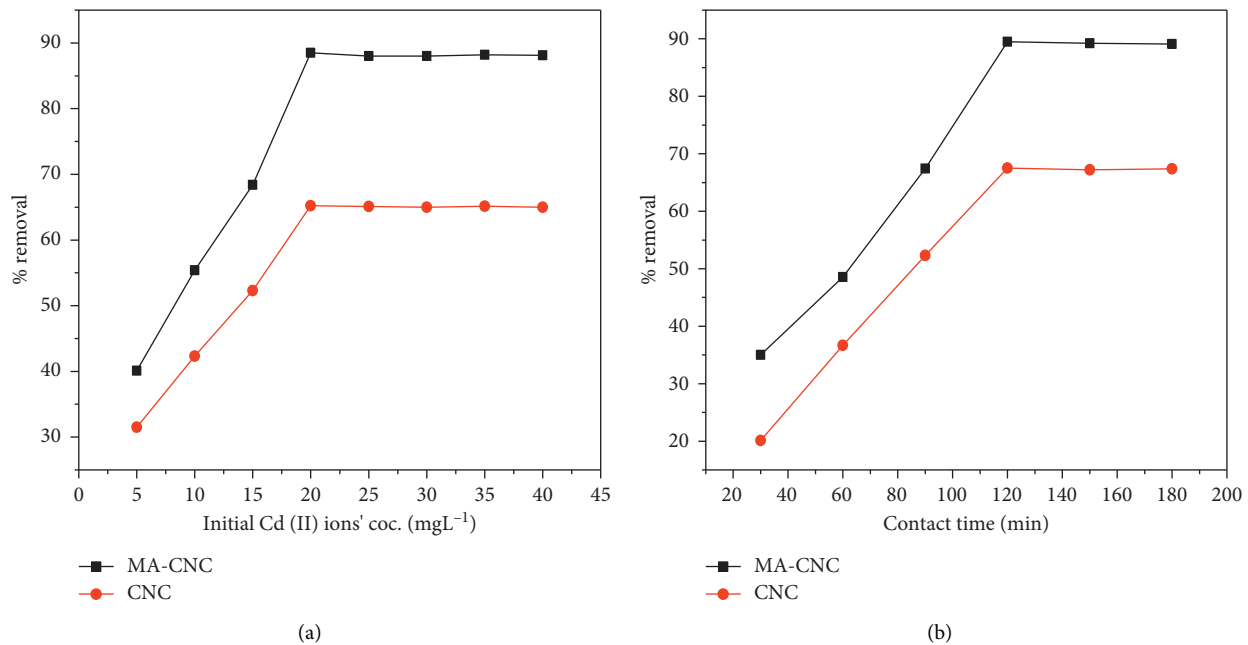 90
80
70
60
50
40
30
% removal
0 5 10 15 20 25 30 35 40 45
Initial Cd (II) ions' coc. (mgL⁻¹)
MA-CNC
CNC
(a)
90
80
70
60
50
40
30
20
% removal
20 40 60 80 100 120 140 160 180 200
Contact time (min)
MA-CNC
CNC
(b)